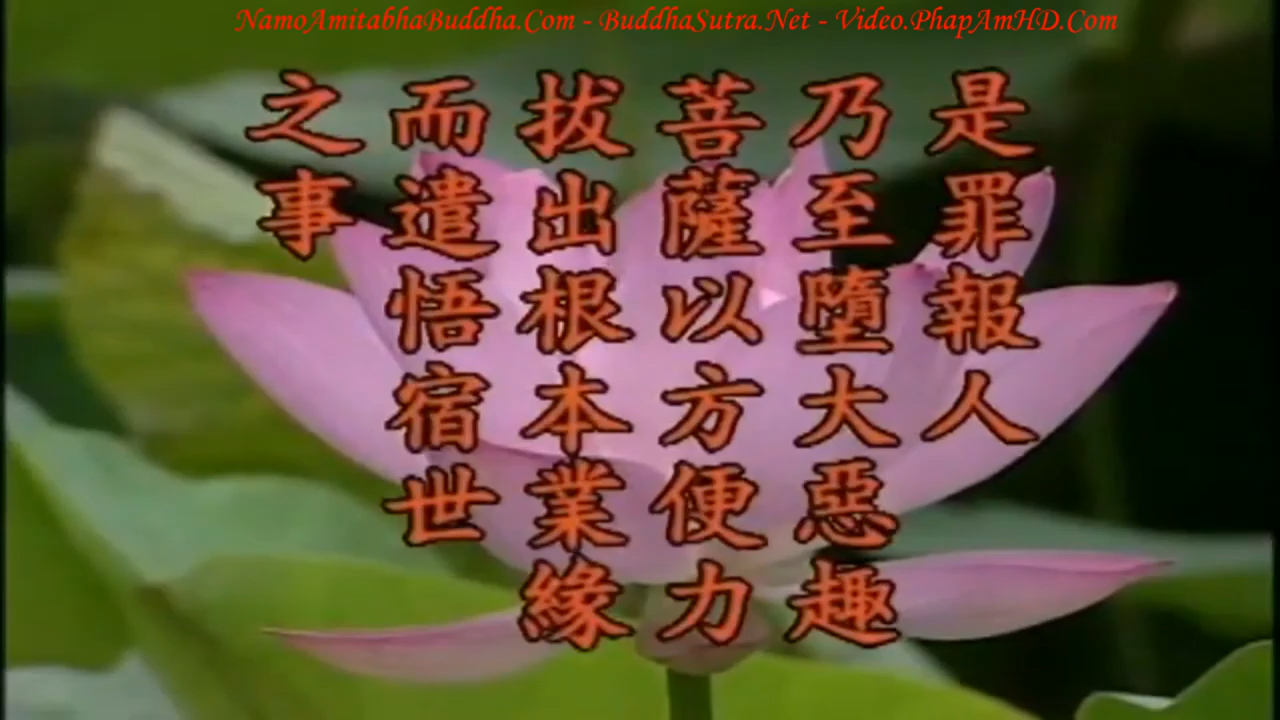 NamoAmitabhaBuddha.Com - BuddhaSutra.Net - Video.PhapAmHD.Com
是罪報人
乃至墮大惡趣
菩薩以方便力
拔出根本業緣
而遣悟宿世
之事